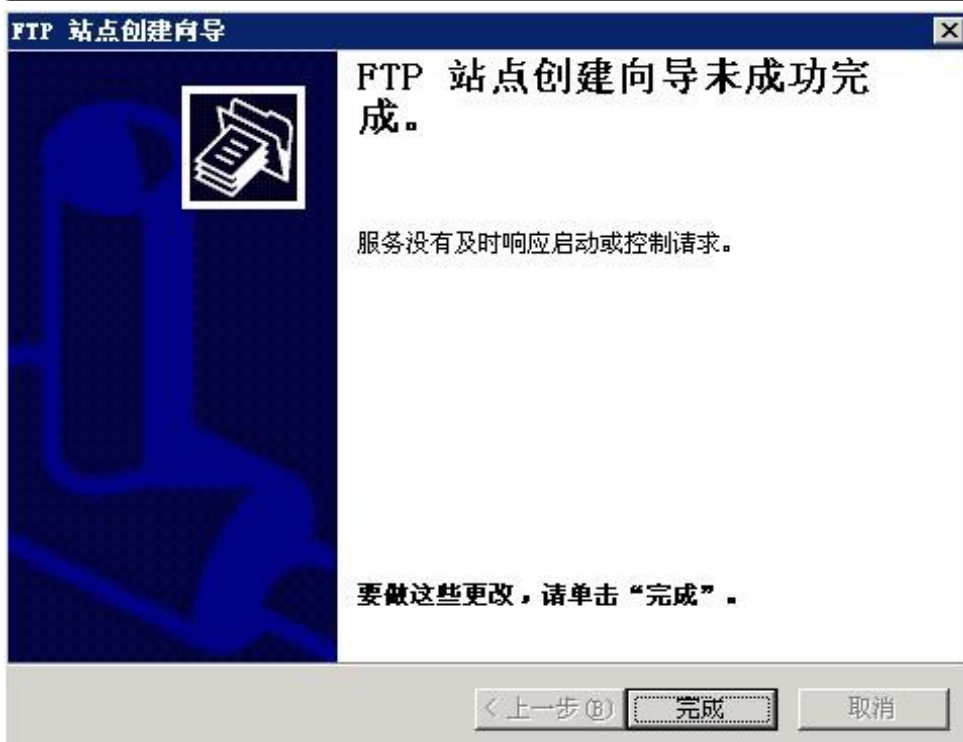 FTP 站点创建向导
FTP 站点创建向导未成功完
成。
服务没有及时响应启动或控制请求。
要做这些更改，请单击“完成”。
< 上一步(B)
完成
取消